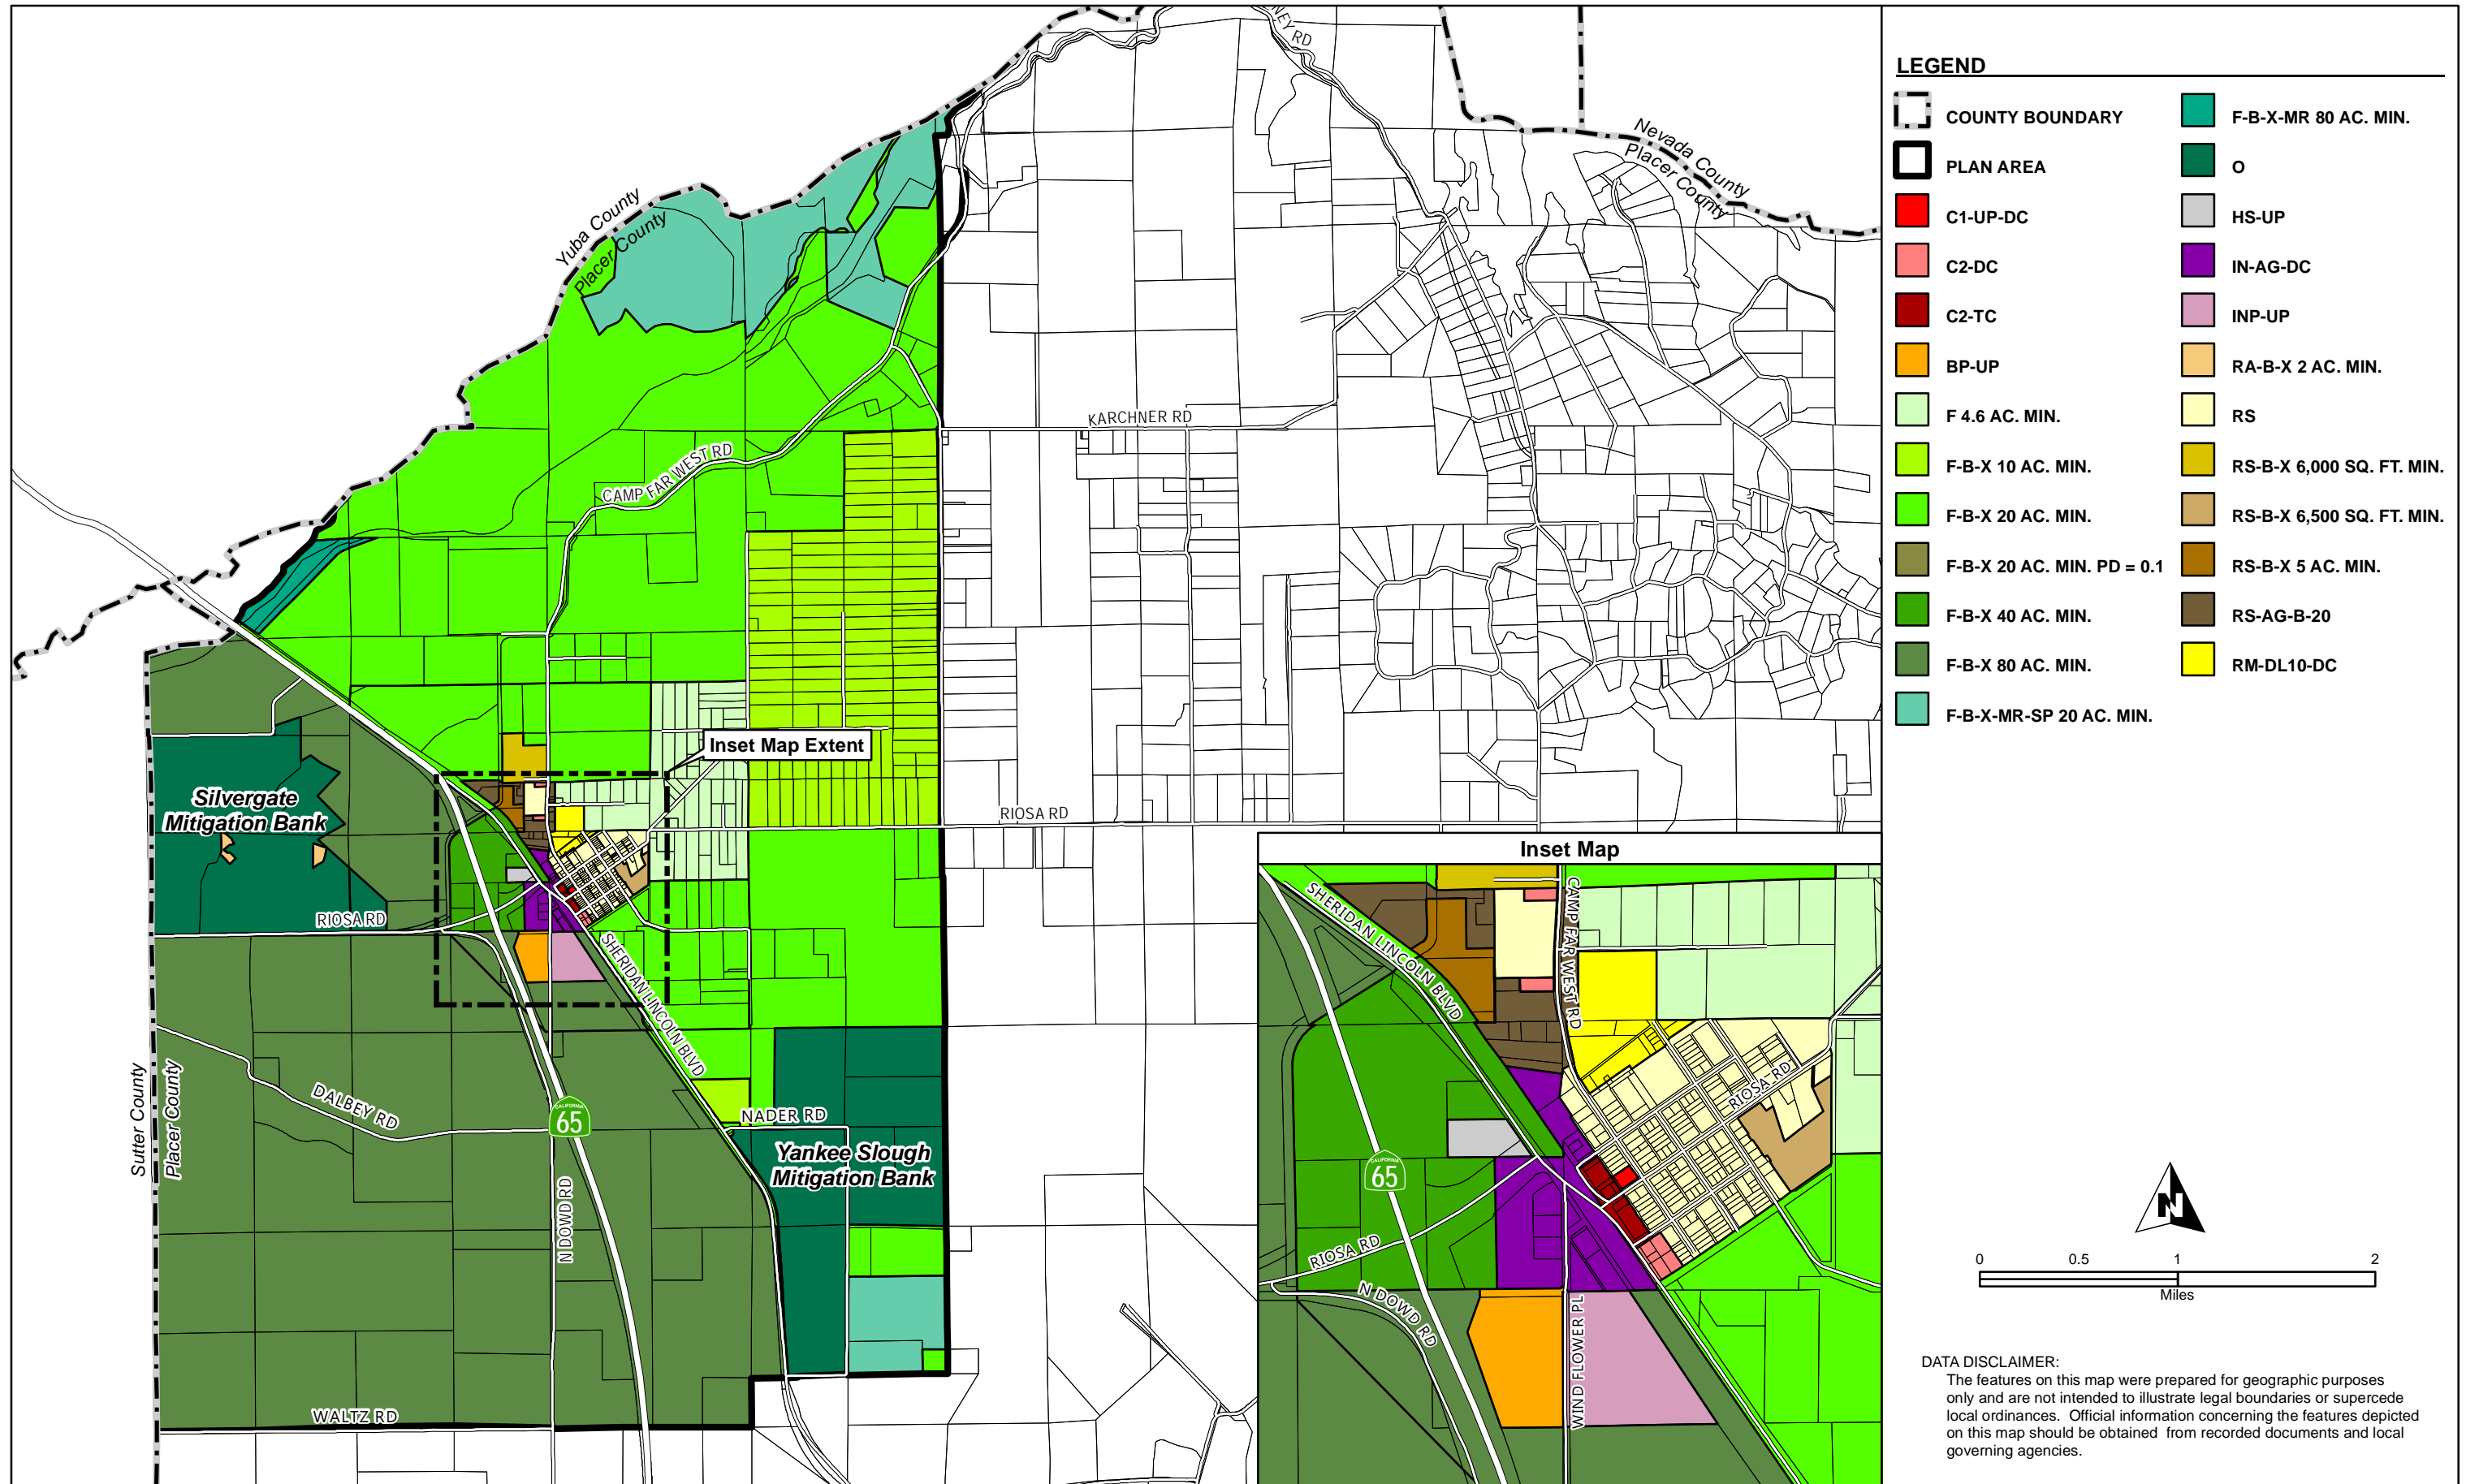 NEY RD
Nevada County
Placer County
Yuba County
Placer County
KARCHNER RD
CAMP FAR WEST RD
Inset Map Extent
Silvergate
Mitigation Bank
RIOSA RD
RIOSA RD
SHERIDAN LINCOLN BLVD
Sutter County
Placer County
DALBEY RD
CALIFORNIA
65
NADER RD
Yankee Slough
Mitigation Bank
N DOWD RD
WALTZ RD
Inset Map
SHERIDAN LINCOLN BLVD
CAMP FAR WEST RD
RIOSA RD
CALIFORNIA
65
RIOSA RD
N DOWD RD
WIND FLOWER PL
LEGEND
COUNTY BOUNDARY
PLAN AREA
C1-UP-DC
C2-DC
C2-TC
BP-UP
F 4.6 AC. MIN.
F-B-X 10 AC. MIN.
F-B-X 20 AC. MIN.
F-B-X 20 AC. MIN. PD = 0.1
F-B-X 40 AC. MIN.
F-B-X 80 AC. MIN.
F-B-X-MR-SP 20 AC. MIN.
F-B-X-MR 80 AC. MIN.
O
HS-UP
IN-AG-DC
INP-UP
RA-B-X 2 AC. MIN.
RS
RS-B-X 6,000 SQ. FT. MIN.
RS-B-X 6,500 SQ. FT. MIN.
RS-B-X 5 AC. MIN.
RS-AG-B-20
RM-DL10-DC
N
0 0.5 1 2
Miles
DATA DISCLAIMER:
The features on this map were prepared for geographic purposes
only and are not intended to illustrate legal boundaries or supercede
local ordinances. Official information concerning the features depicted
on this map should be obtained from recorded documents and local
governing agencies.